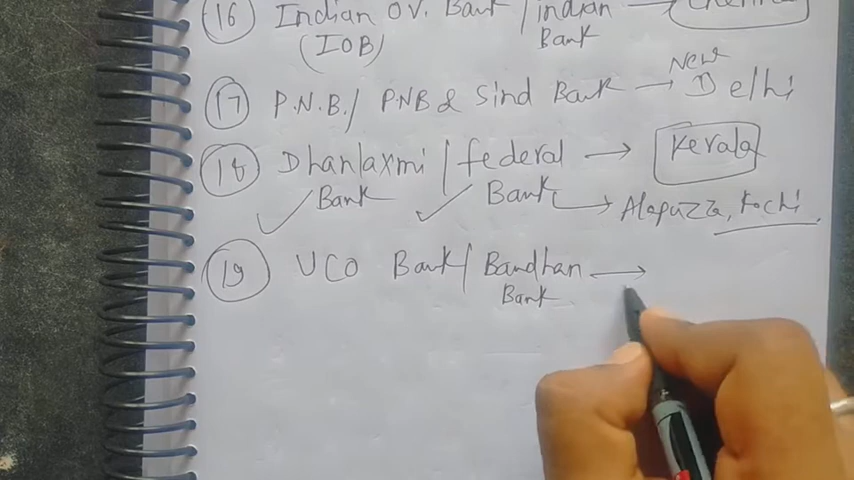 16 Indian Ov. Bank / indian → Chennai
(IOB) Bank
17 P.N.B. / PNB & Sind Bank → New Delhi
18 Dhanlaxmi / federal → Kerala
Bank Bank → Alapuzza, Kochi
19 UCO Bank / Bandhan →
Bank